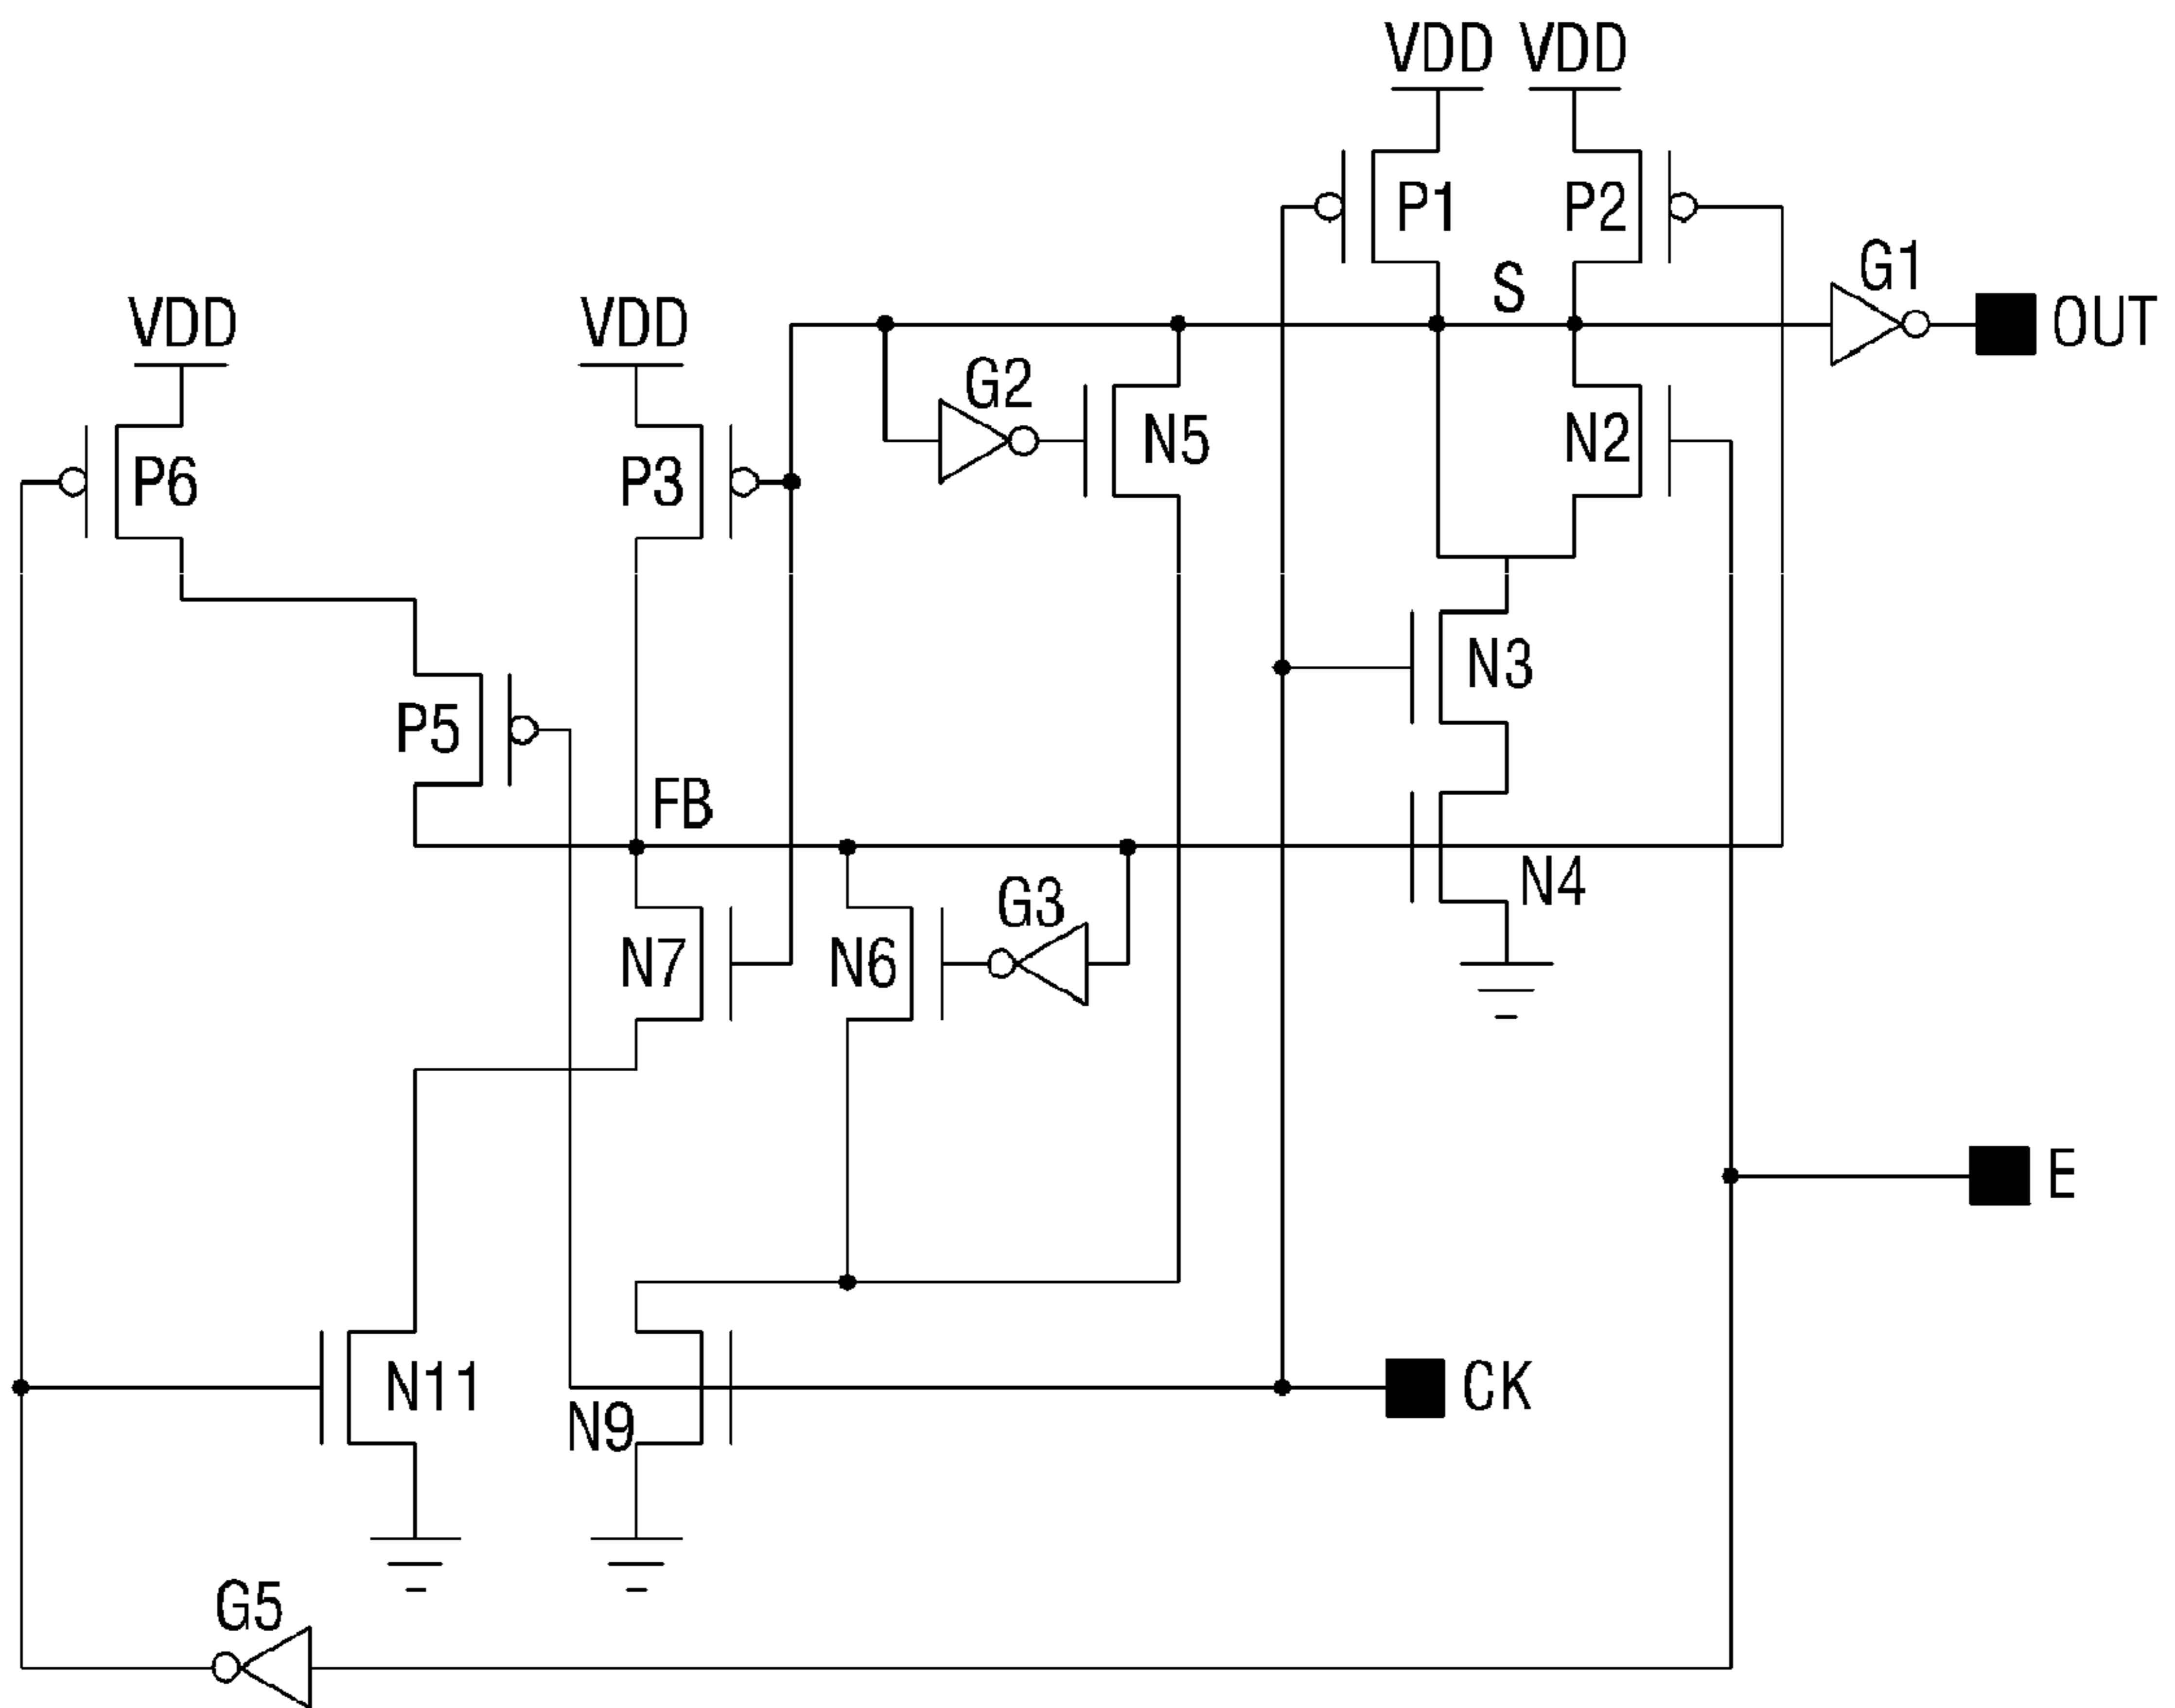 VDD VDD
P1 P2
G1
S
OUT
VDD VDD
G2
N5 N2
P6 P3
N3
P5
FB
N4
G3
N7 N6
E
N11 CK
N9
G5